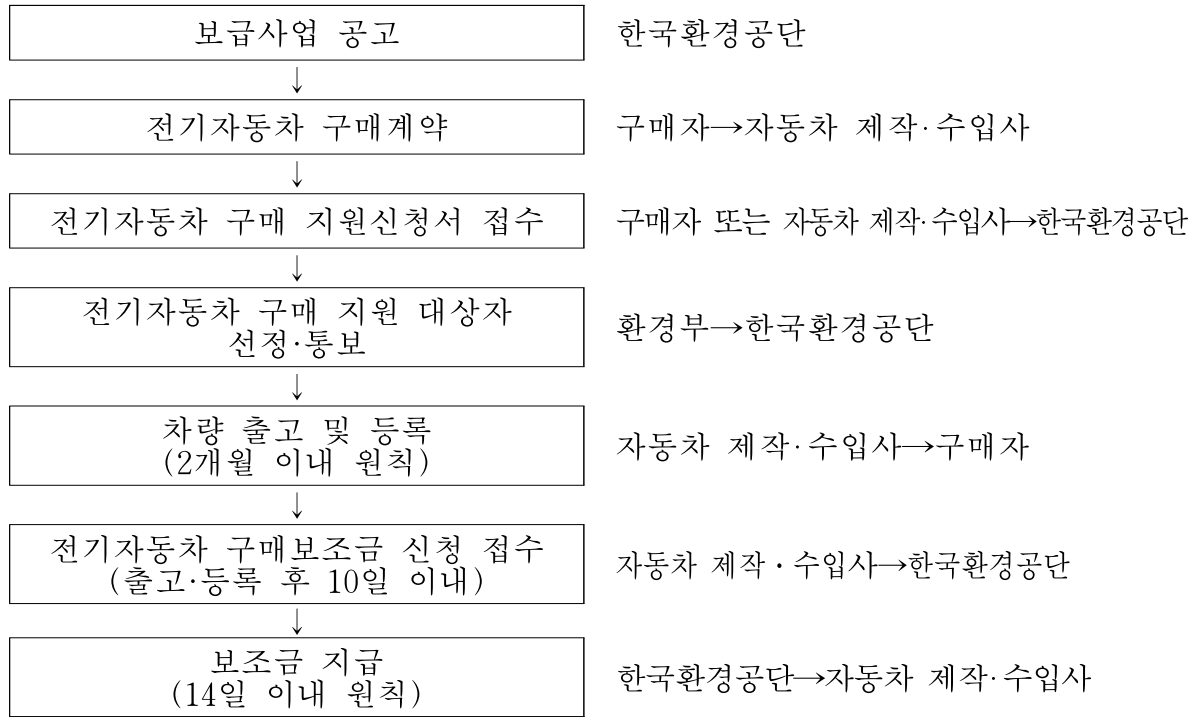 보급사업 공고
한국환경공단
↓
전기자동차 구매계약
구매자→자동차 제작·수입사
↓
전기자동차 구매 지원신청서 접수
구매자 또는 자동차 제작·수입사→한국환경공단
↓
전기자동차 구매 지원 대상자
선정·통보
환경부→한국환경공단
↓
차량 출고 및 등록
(2개월 이내 원칙)
자동차 제작·수입사→구매자
↓
전기자동차 구매보조금 신청 접수
(출고·등록 후 10일 이내)
자동차 제작·수입사→한국환경공단
↓
보조금 지급
(14일 이내 원칙)
한국환경공단→자동차 제작·수입사